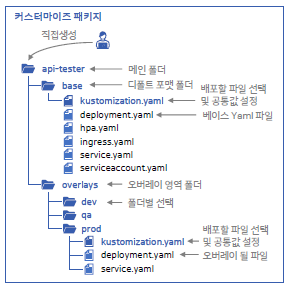 커스터마이즈 패키지
직접생성
api-tester 메인 폴더
base 디폴트 포맷 폴더
kustomization.yaml 배포할 파일 선택 및 공통값 설정
deployment.yaml 베이스 Yaml 파일
hpa.yaml
ingress.yaml
service.yaml
serviceaccount.yaml
overlays 오버레이 영역 폴더
dev 폴더별 선택
qa
prod
kustomization.yaml 배포할 파일 선택 및 공통값 설정
deployment.yaml 오버레이 될 파일
service.yaml